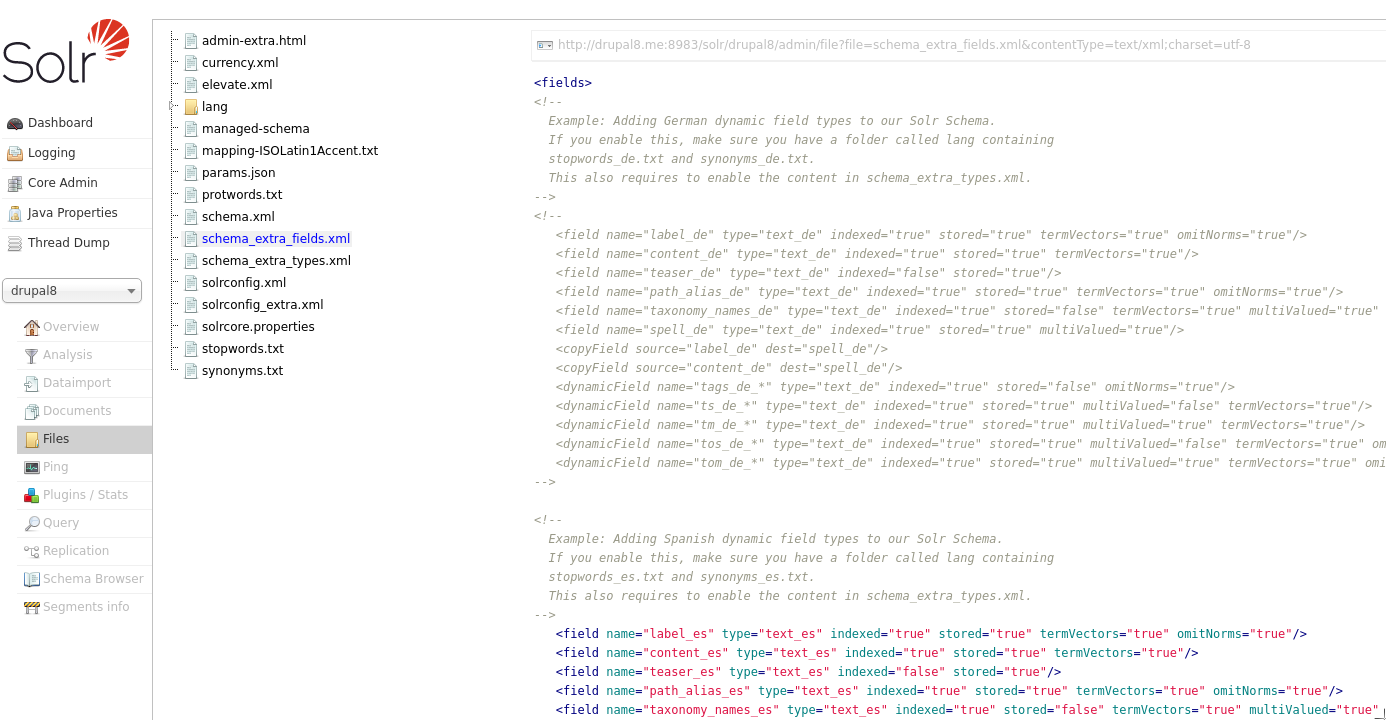 Solr
Dashboard
Logging
Core Admin
Java Properties
Thread Dump
drupal8
Overview
Analysis
Dataimport
Documents
Files
Ping
Plugins / Stats
Query
Replication
Schema Browser
Segments info
admin-extra.html
currency.xml
elevate.xml
lang
managed-schema
mapping-ISOLatin1Accent.txt
params.json
protwords.txt
schema.xml
schema_extra_fields.xml
schema_extra_types.xml
solrconfig.xml
solrconfig_extra.xml
solrcore.properties
stopwords.txt
synonyms.txt
http://drupal8.me:8983/solr/drupal8/admin/file?file=schema_extra_fields.xml&contentType=text/xml;charset=utf-8
<fields>
<!--
Example: Adding German dynamic field types to our Solr Schema.
If you enable this, make sure you have a folder called lang containing
stopwords_de.txt and synonyms_de.txt.
This also requires to enable the content in schema_extra_types.xml.
-->
<!--
<field name="label_de" type="text_de" indexed="true" stored="true" termVectors="true" omitNorms="true"/>
<field name="content_de" type="text_de" indexed="true" stored="true" termVectors="true"/>
<field name="teaser_de" type="text_de" indexed="false" stored="true"/>
<field name="path_alias_de" type="text_de" indexed="true" stored="true" termVectors="true" omitNorms="true"/>
<field name="taxonomy_names_de" type="text_de" indexed="true" stored="false" termVectors="true" multiValued="true"
<field name="spell_de" type="text_de" indexed="true" stored="true" multiValued="true"/>
<copyField source="label_de" dest="spell_de"/>
<copyField source="content_de" dest="spell_de"/>
<dynamicField name="tags_de_*" type="text_de" indexed="true" stored="false" omitNorms="true"/>
<dynamicField name="ts_de_*" type="text_de" indexed="true" stored="true" multiValued="false" termVectors="true"/>
<dynamicField name="tm_de_*" type="text_de" indexed="true" stored="true" multiValued="true" termVectors="true"/>
<dynamicField name="tos_de_*" type="text_de" indexed="true" stored="true" multiValued="false" termVectors="true" om
<dynamicField name="tom_de_*" type="text_de" indexed="true" stored="true" multiValued="true" termVectors="true" omi
-->
<!--
Example: Adding Spanish dynamic field types to our Solr Schema.
If you enable this, make sure you have a folder called lang containing
stopwords_es.txt and synonyms_es.txt.
This also requires to enable the content in schema_extra_types.xml.
-->
<field name="label_es" type="text_es" indexed="true" stored="true" termVectors="true" omitNorms="true"/>
<field name="content_es" type="text_es" indexed="true" stored="true" termVectors="true"/>
<field name="teaser_es" type="text_es" indexed="false" stored="true"/>
<field name="path_alias_es" type="text_es" indexed="true" stored="true" termVectors="true" omitNorms="true"/>
<field name="taxonomy_names_es" type="text_es" indexed="true" stored="false" termVectors="true" multiValued="true"